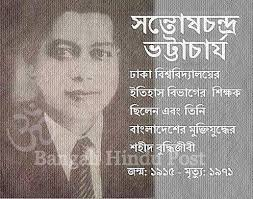 সন্তোষচন্দ্র
ভট্টাচার্য
ঢাকা বিশ্ববিদ্যালয়ের
ইতিহাস বিভাগের শিক্ষক
ছিলেন এবং তিনি
বাংলাদেশের মুক্তিযুদ্ধের
শহীদ বুদ্ধিজীবী
জন্ম: ১৯১৫ - মৃত্যু: ১৯৭১
Bangali Hindu Post